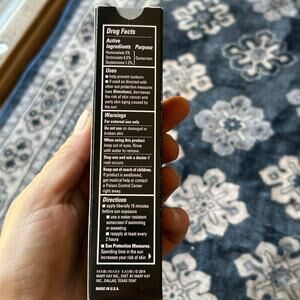 Drug Facts
Active
ingredients Purpose
Homosalate 5%
Octinoxate 6.5% Sunscreen
Oxybenzone 1.2%
Uses
■ help prevent sunburn
■ if used as directed with
other sun protection measures
(see Directions), decreases
the risk of skin cancer and
early skin aging caused by
the sun
Warnings
For external use only
Do not use on damaged or
broken skin
When using this product
keep out of eyes. Rinse
with water to remove.
Stop use and ask a doctor if
rash occurs
Keep out of reach of children.
If product is swallowed,
get medical help or contact
a Poison Control Center
right away.
Directions
■ apply liberally 15 minutes
before sun exposure
■ use a water resistant
sunscreen if swimming
or sweating
■ reapply at least every
2 hours
■ Sun Protection Measures.
Spending time in the sun
increases your risk of skin
MARY KAY
MARY KAY INC. DIST. BY MARY KAY
INC., DALLAS, TEXAS
MADE IN U.S.A.